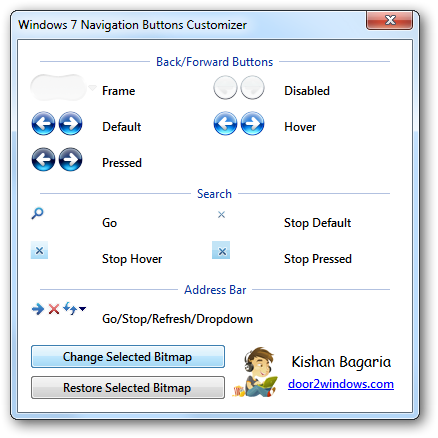 Windows 7 Navigation Buttons Customizer
Back/Forward Buttons
Frame
Disabled
Default
Hover
Pressed
Search
Go
Stop Default
Stop Hover
Stop Pressed
Address Bar
Go/Stop/Refresh/Dropdown
Change Selected Bitmap
Kishan Bagaria
Restore Selected Bitmap
door2windows.com